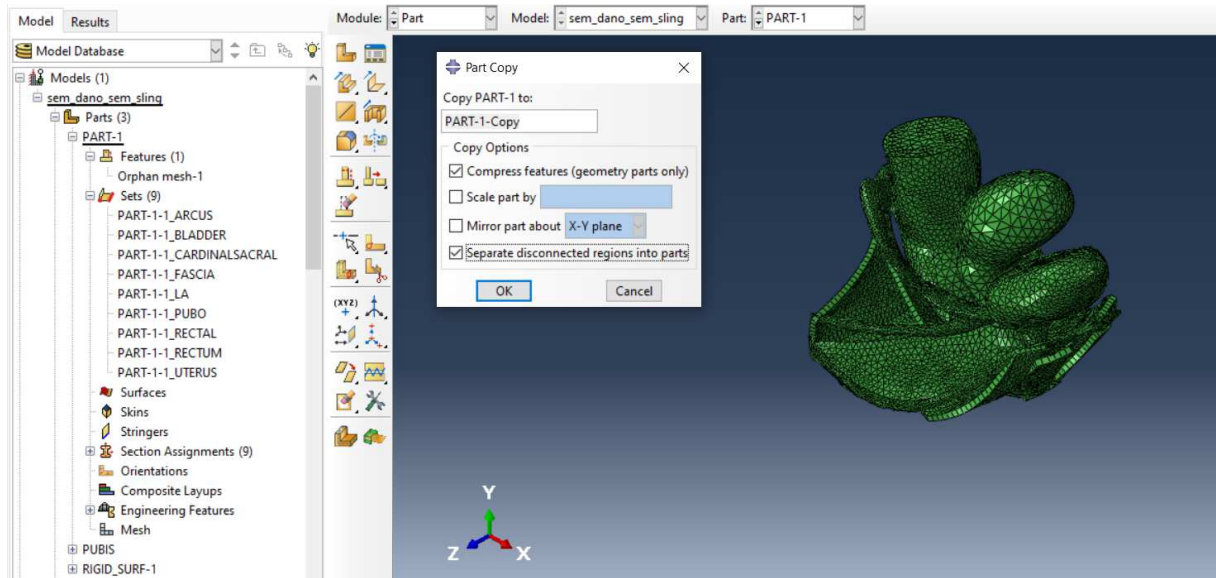 Model Results
Module: Part Model: sem_dano_sem_sling Part: PART-1
Model Database
Models (1)
sem_dano_sem_sling
Parts (3)
PART-1
Features (1)
Orphan mesh-1
Sets (9)
PART-1-1_ARCUS
PART-1-1_BLADDER
PART-1-1_CARDINALSACRAL
PART-1-1_FASCIA
PART-1-1_LA
PART-1-1_PUBO
PART-1-1_RECTAL
PART-1-1_RECTUM
PART-1-1_UTERUS
Surfaces
Skins
Stringers
Section Assignments (9)
Orientations
Composite Layups
Engineering Features
Mesh
PUBIS
RIGID_SURF-1
(XYZ)
Part Copy
Copy PART-1 to:
PART-1-Copy
Copy Options
Compress features (geometry parts only)
Scale part by
Mirror part about X-Y plane
Separate disconnected regions into parts
OK Cancel
Y
Z X